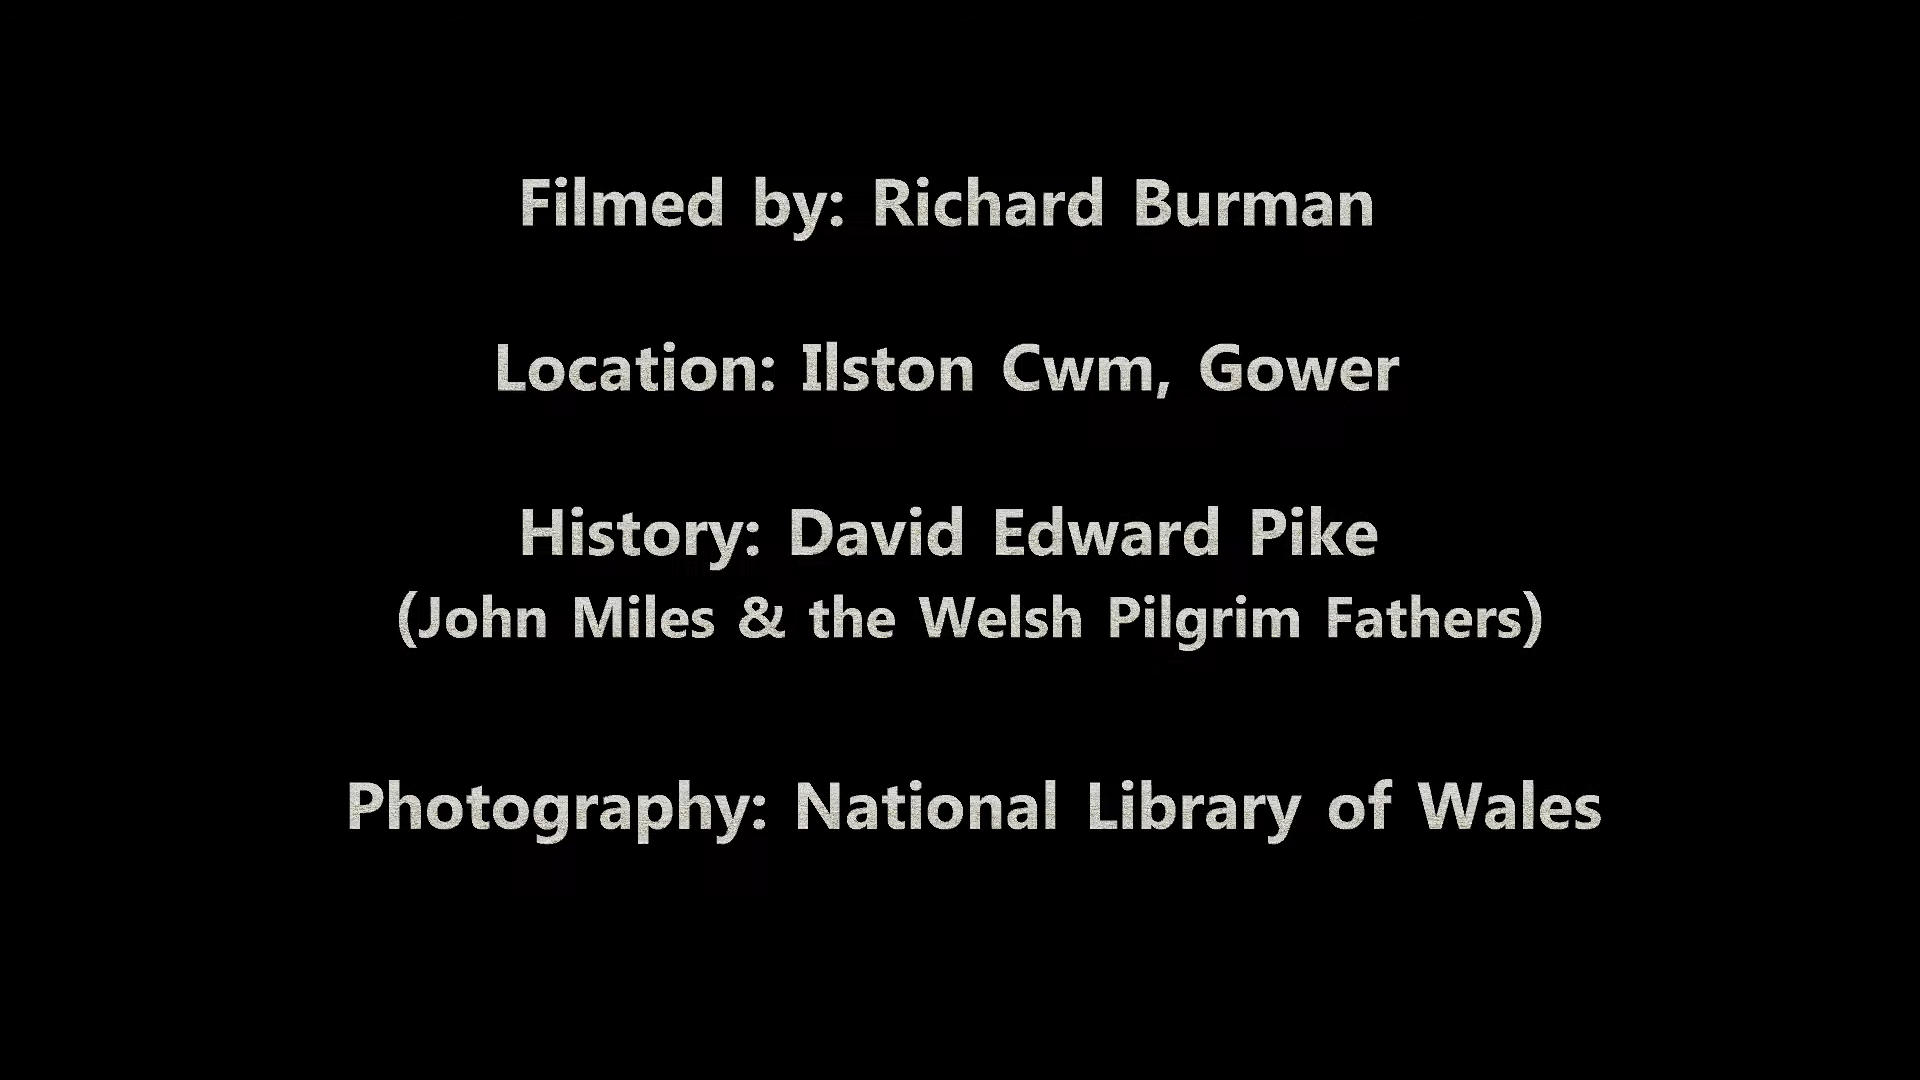 Filmed by: Richard Burman
Location: Ilston Cwm, Gower
History: David Edward Pike
(John Miles & the Welsh Pilgrim Fathers)
Photography: National Library of Wales